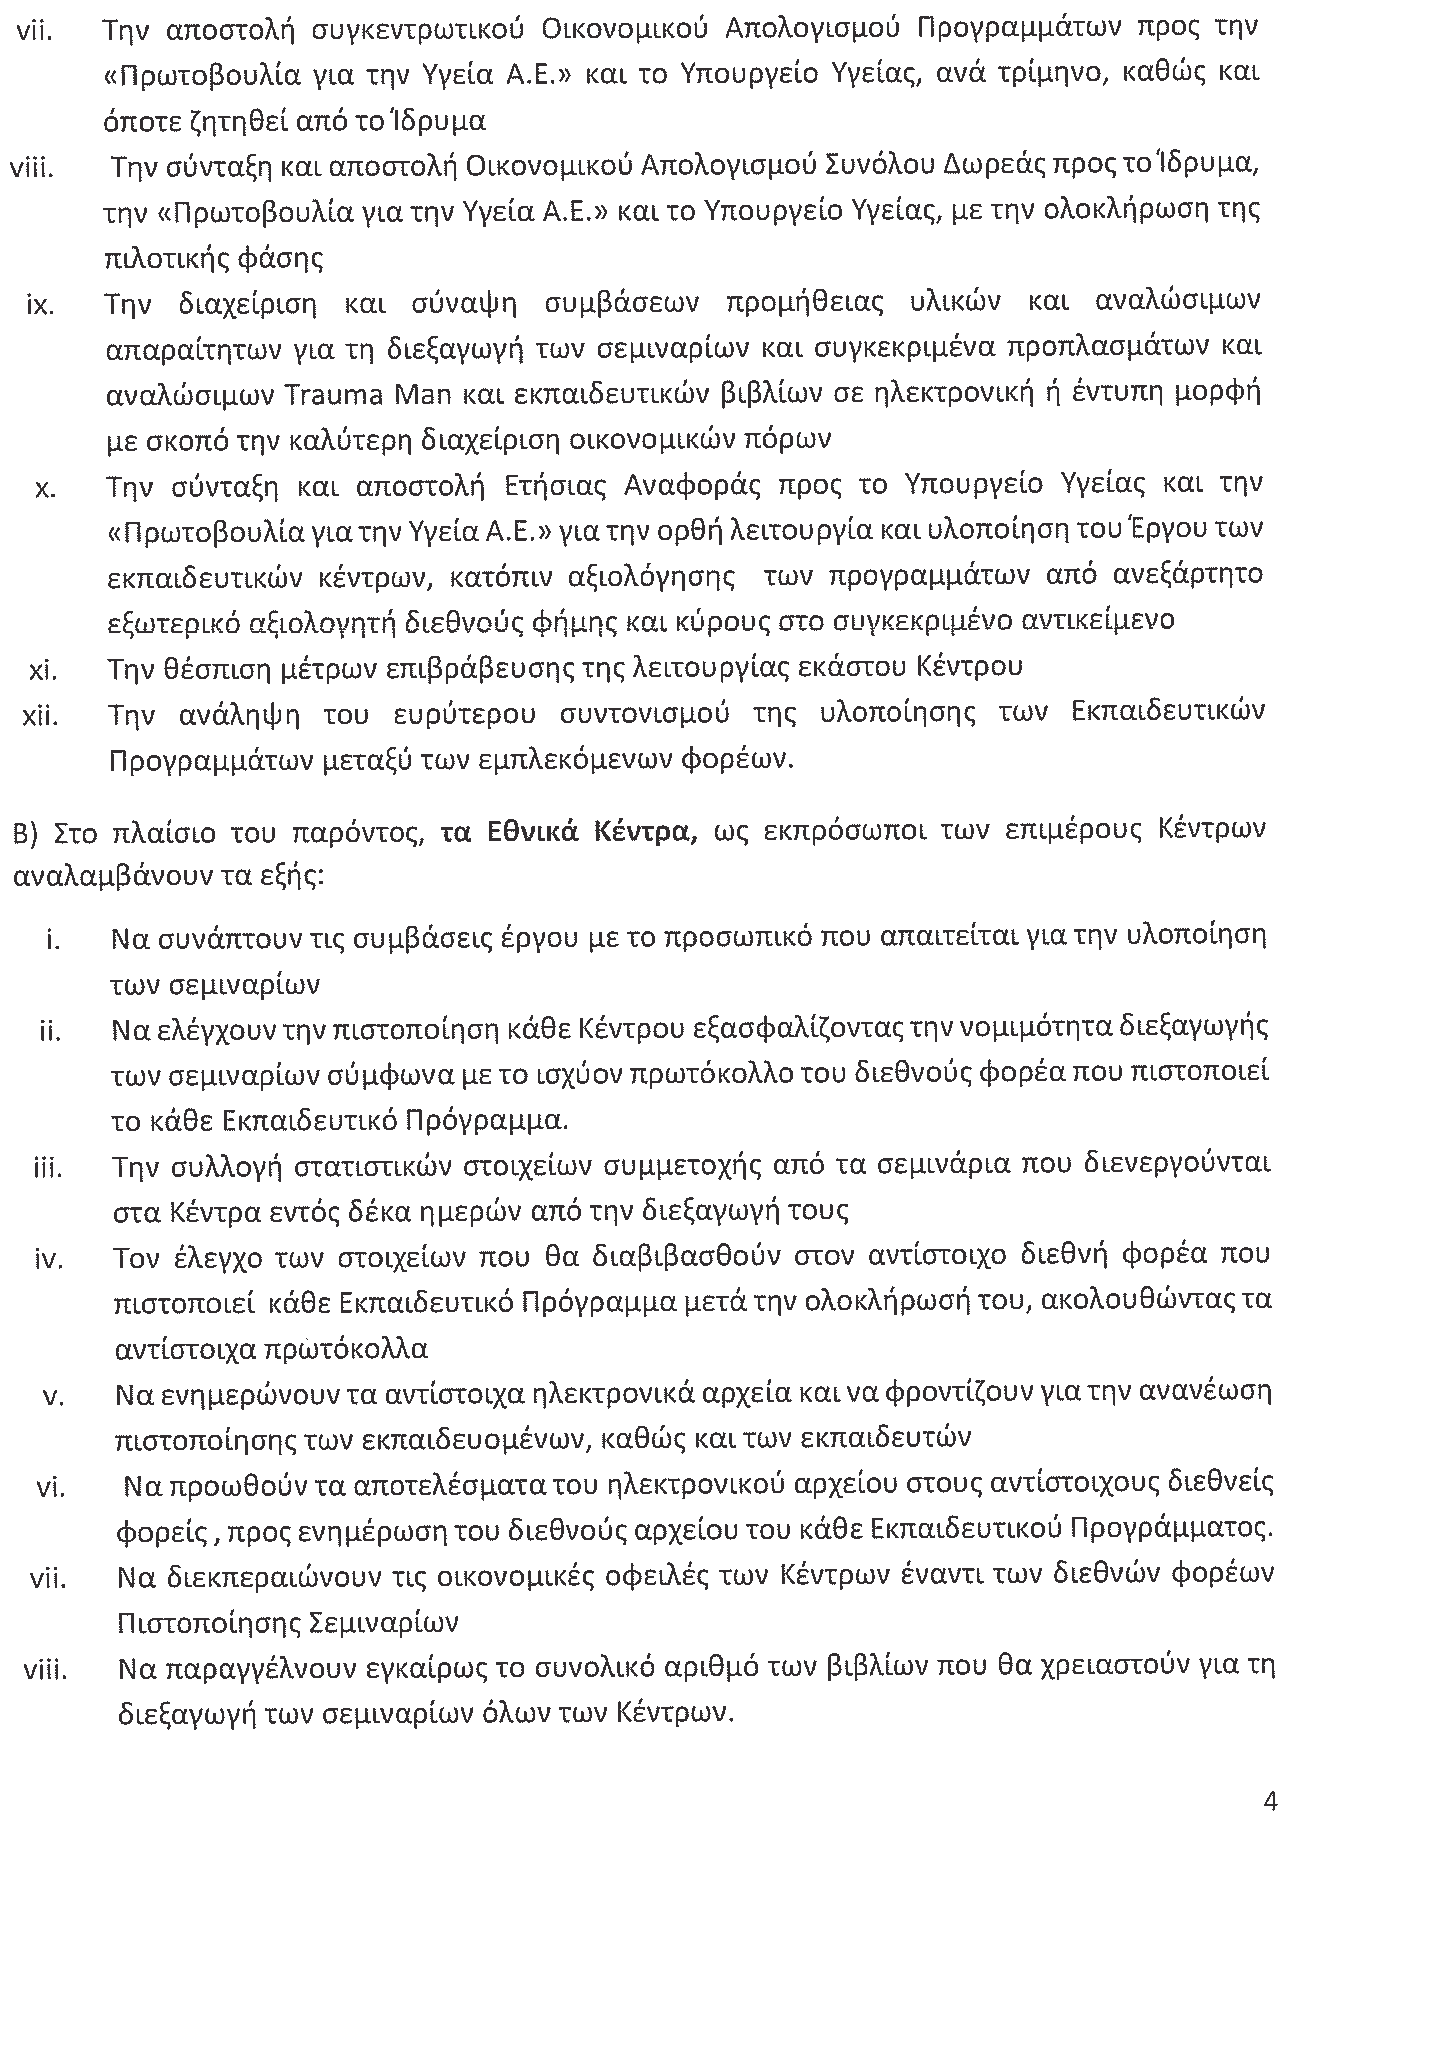 vii. Την αποστολή συγκεντρωτικού Οικονομικού Απολογισμού Προγραμμάτων προς την
«Πρωτοβουλία για την Υγεία Α.Ε.» και το Υπουργείο Υγείας, ανά τρίμηνο, καθώς και
όποτε ζητηθεί από το Ίδρυμα
viii. Την σύνταξη και αποστολή Οικονομικού Απολογισμού Συνόλου Δωρεάς προς το Ίδρυμα,
την «Πρωτοβουλία για την Υγεία Α.Ε.» και το Υπουργείο Υγείας, με την ολοκλήρωση της
πιλοτικής φάσης
ix. Την διαχείριση και σύναψη συμβάσεων προμήθειας υλικών και αναλώσιμων
απαραίτητων για τη διεξαγωγή των σεμιναρίων και συγκεκριμένα προπλασμάτων και
αναλώσιμων Trauma Man και εκπαιδευτικών βιβλίων σε ηλεκτρονική ή έντυπη μορφή
με σκοπό την καλύτερη διαχείριση οικονομικών πόρων
x. Την σύνταξη και αποστολή Ετήσιας Αναφοράς προς το Υπουργείο Υγείας και την
«Πρωτοβουλία για την Υγεία Α.Ε.» για την ορθή λειτουργία και υλοποίηση του Έργου των
εκπαιδευτικών κέντρων, κατόπιν αξιολόγησης των προγραμμάτων από ανεξάρτητο
εξωτερικό αξιολογητή διεθνούς φήμης και κύρους στο συγκεκριμένο αντικείμενο
xi. Την θέσπιση μέτρων επιβράβευσης της λειτουργίας εκάστου Κέντρου
xii. Την ανάληψη του ευρύτερου συντονισμού της υλοποίησης των Εκπαιδευτικών
Προγραμμάτων μεταξύ των εμπλεκόμενων φορέων.
Β) Στο πλαίσιο του παρόντος, τα Εθνικά Κέντρα, ως εκπρόσωποι των επιμέρους Κέντρων
αναλαμβάνουν τα εξής:
i. Να συνάπτουν τις συμβάσεις έργου με το προσωπικό που απαιτείται για την υλοποίηση
των σεμιναρίων
ii. Να ελέγχουν την πιστοποίηση κάθε Κέντρου εξασφαλίζοντας την νομιμότητα διεξαγωγής
των σεμιναρίων σύμφωνα με το ισχύον πρωτόκολλο του διεθνούς φορέα που πιστοποιεί
το κάθε Εκπαιδευτικό Πρόγραμμα.
iii. Την συλλογή στατιστικών στοιχείων συμμετοχής από τα σεμινάρια που διενεργούνται
στα Κέντρα εντός δέκα ημερών από την διεξαγωγή τους
iv. Τον έλεγχο των στοιχείων που θα διαβιβασθούν στον αντίστοιχο διεθνή φορέα που
πιστοποιεί κάθε Εκπαιδευτικό Πρόγραμμα μετά την ολοκλήρωσή του, ακολουθώντας τα
αντίστοιχα πρωτόκολλα
v. Να ενημερώνουν τα αντίστοιχα ηλεκτρονικά αρχεία και να φροντίζουν για την ανανέωση
πιστοποίησης των εκπαιδευομένων, καθώς και των εκπαιδευτών
vi. Να προωθούν τα αποτελέσματα του ηλεκτρονικού αρχείου στους αντίστοιχους διεθνείς
φορείς , προς ενημέρωση του διεθνούς αρχείου του κάθε Εκπαιδευτικού Προγράμματος.
vii. Να διεκπεραιώνουν τις οικονομικές οφειλές των Κέντρων έναντι των διεθνών φορέων
Πιστοποίησης Σεμιναρίων
viii. Να παραγγέλνουν εγκαίρως το συνολικό αριθμό των βιβλίων που θα χρειαστούν για τη
διεξαγωγή των σεμιναρίων όλων των Κέντρων.
4